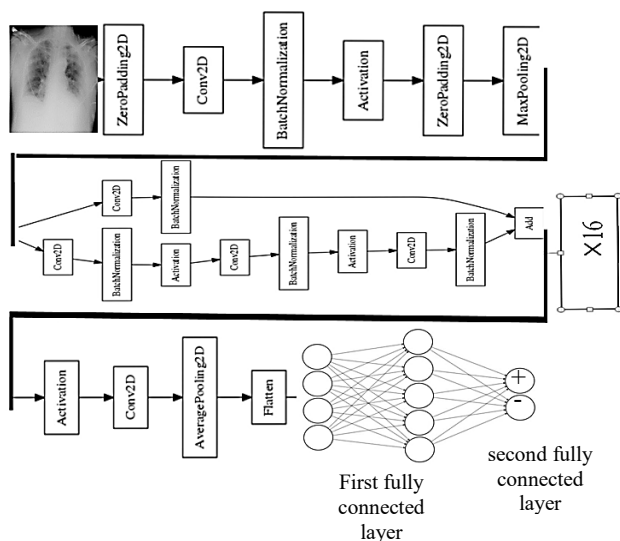 ZeroPadding2D
Conv2D
BatchNormalization
Activation
ZeroPadding2D
MaxPooling2D
Conv2D
BatchNormalization
Add
Conv2D
BatchNormalization
Activation
Conv2D
BatchNormalization
Activation
Conv2D
BatchNormalization
X16
Activation
Conv2D
AveragePooling2D
Flatten
+
-
First fully
connected
layer
second fully
connected
layer